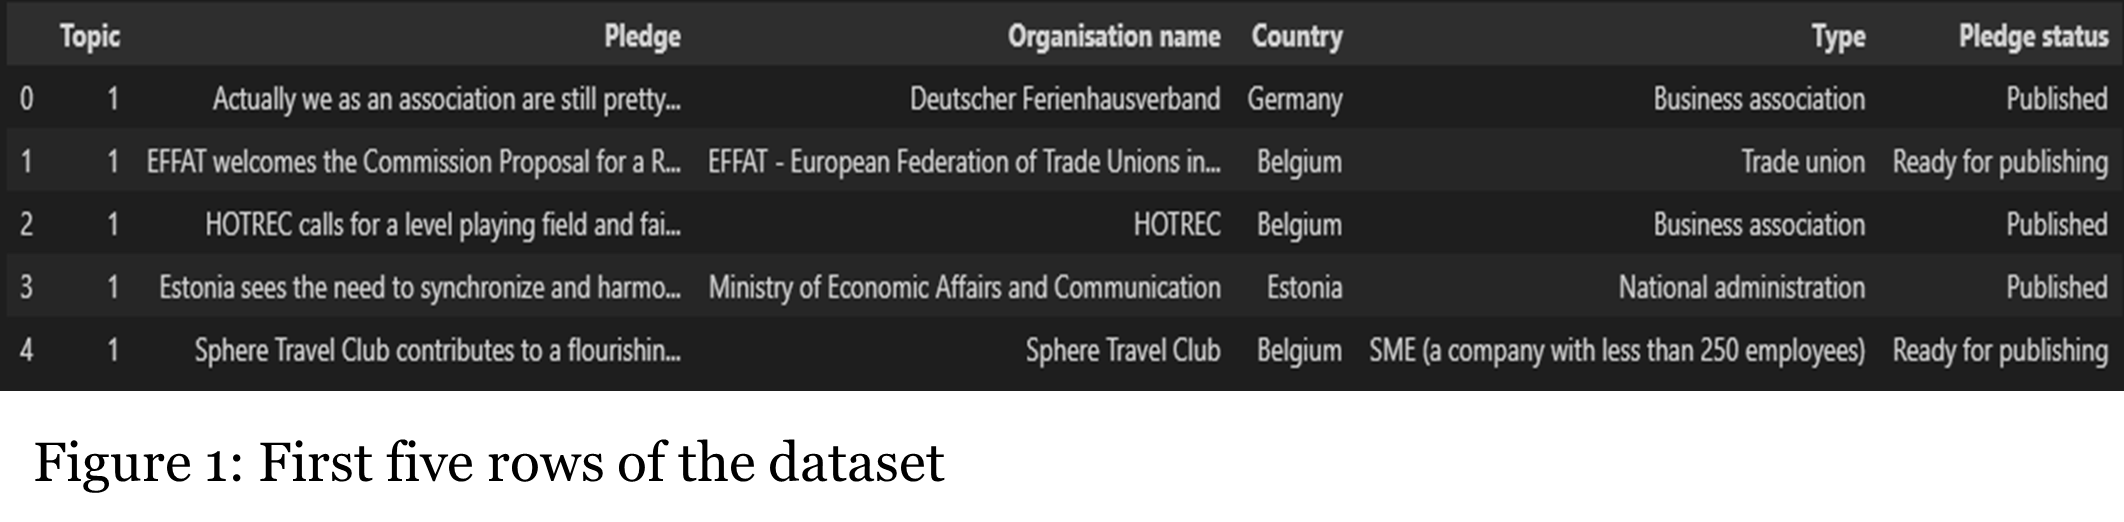 Topic Pledge Organisation name Country Type Pledge status
0 1 Actually we as an association are still pretty... Deutscher Ferienhausverband Germany Business association Published
1 1 EFFAT welcomes the Commission Proposal for a R... EFFAT - European Federation of Trade Unions in... Belgium Trade union Ready for publishing
2 1 HOTREC calls for a level playing field and fai... HOTREC Belgium Business association Published
3 1 Estonia sees the need to synchronize and harmo... Ministry of Economic Affairs and Communication Estonia National administration Published
4 1 Sphere Travel Club contributes to a flourishin... Sphere Travel Club Belgium SME (a company with less than 250 employees) Ready for publishing
Figure 1: First five rows of the dataset